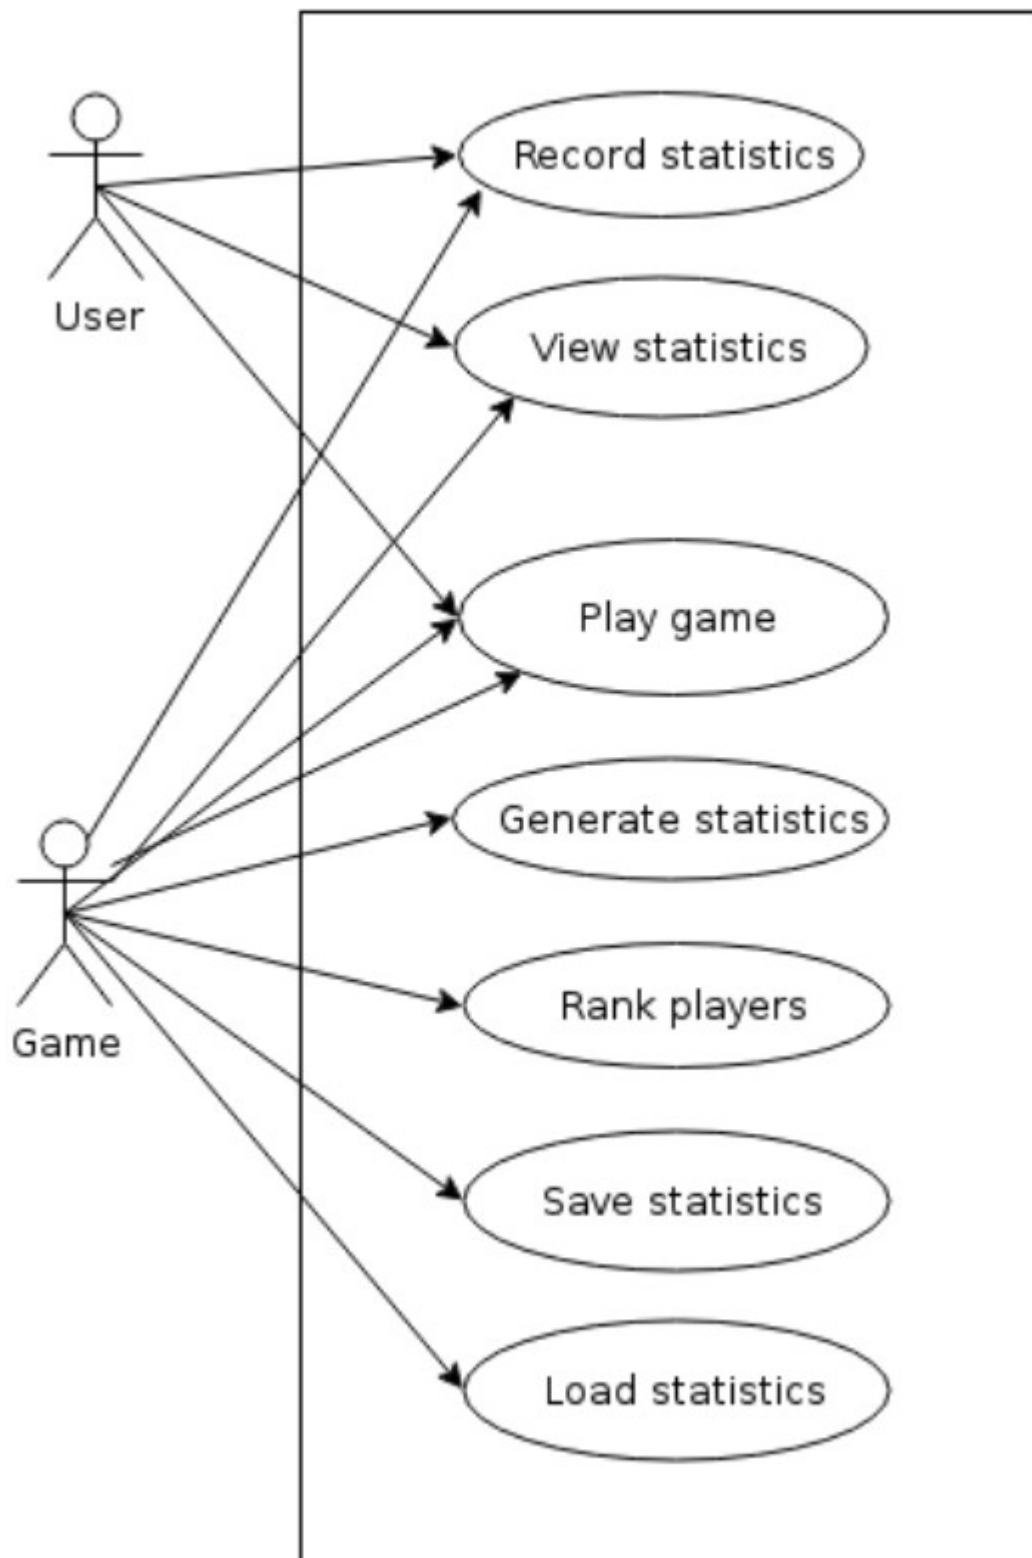 Record statistics
User
View statistics
Play game
Generate statistics
Rank players
Game
Save statistics
Load statistics